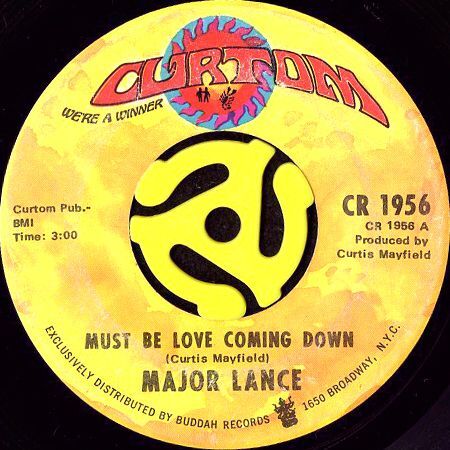 CURTOM
WE'RE A WINNER
Curtom Pub.-
BMI
Time: 3:00
CR 1956
CR 1956 A
Produced by
Curtis Mayfield
MUST BE LOVE COMING DOWN
(Curtis Mayfield)
MAJOR LANCE
EXCLUSIVELY DISTRIBUTED BY BUDDAH RECORDS 1650 BROADWAY, N.Y.C.